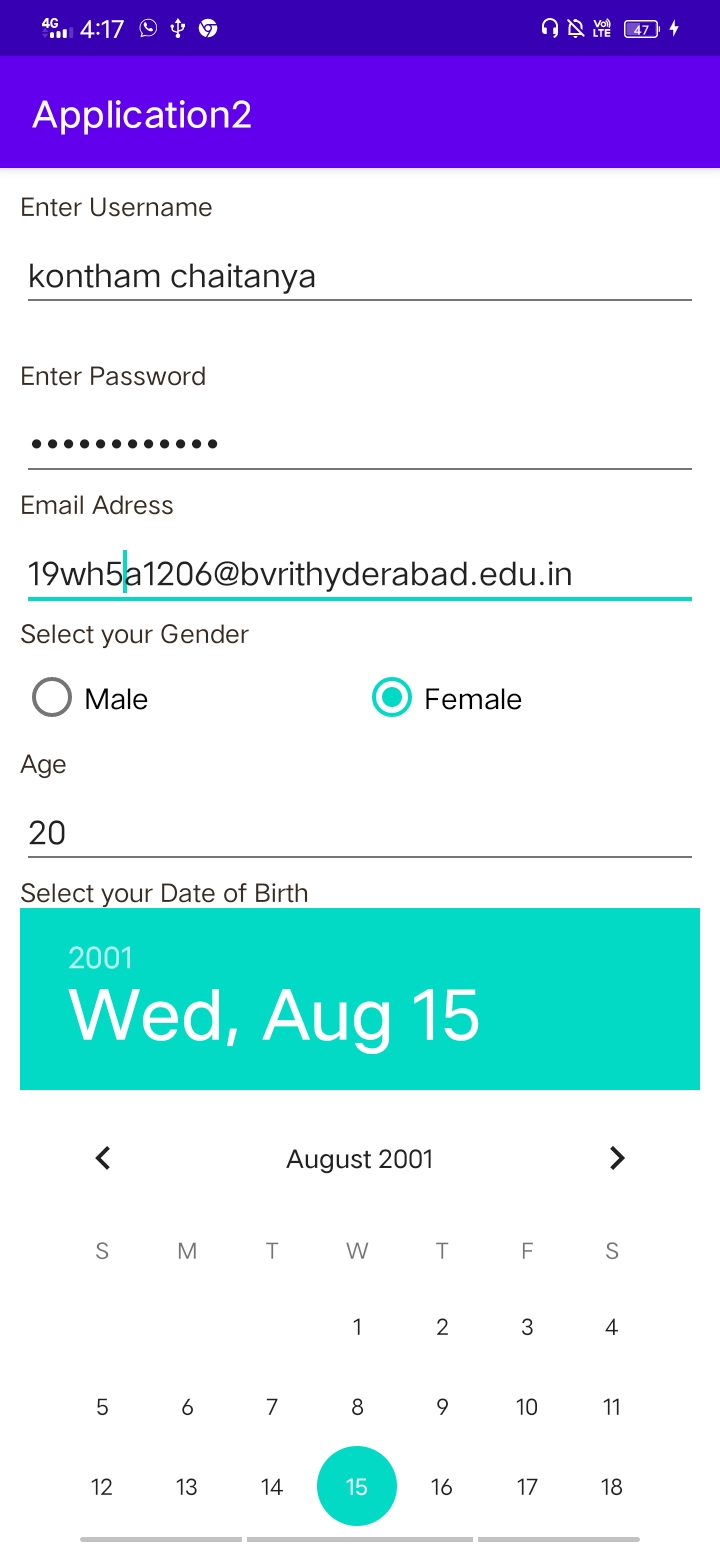 4G 4:17 Vo) LTE 47
Application2
Enter Username
kontham chaitanya
Enter Password
••••••••••••
Email Adress
19wh5a1206@bvrithyderabad.edu.in
Select your Gender
Male Female
Age
20
Select your Date of Birth
2001
Wed, Aug 15
August 2001
S M T W T F S
1 2 3 4
5 6 7 8 9 10 11
12 13 14 15 16 17 18